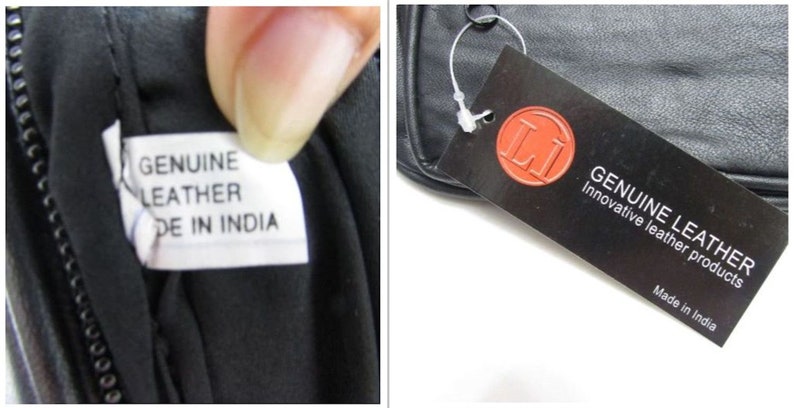 GENUINE
LEATHER
DE IN INDIA
LI
GENUINE LEATHER
Innovative leather products
Made in India